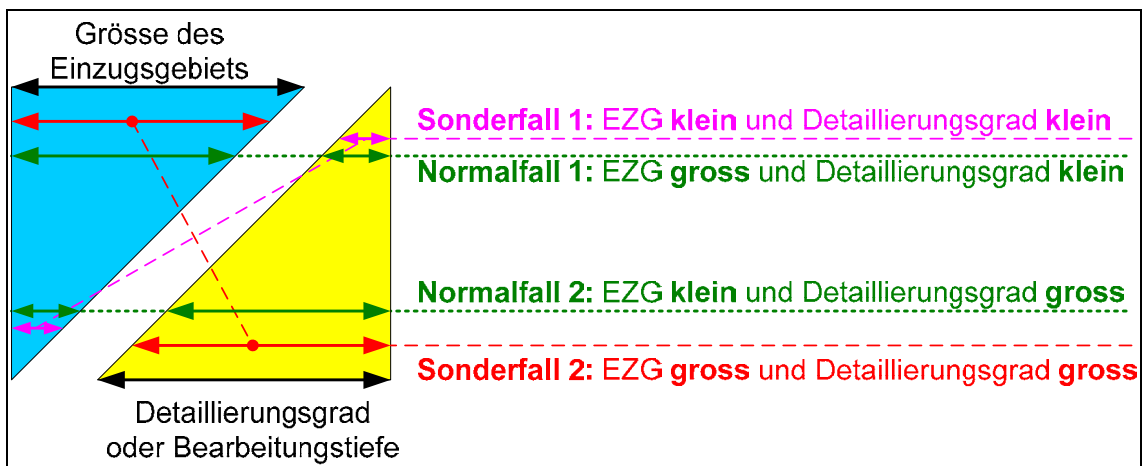 Grösse des
Einzugsgebiets
Sonderfall 1: EZG klein und Detaillierungsgrad klein
Normalfall 1: EZG gross und Detaillierungsgrad klein
Normalfall 2: EZG klein und Detaillierungsgrad gross
Sonderfall 2: EZG gross und Detaillierungsgrad gross
Detaillierungsgrad
oder Bearbeitungstiefe